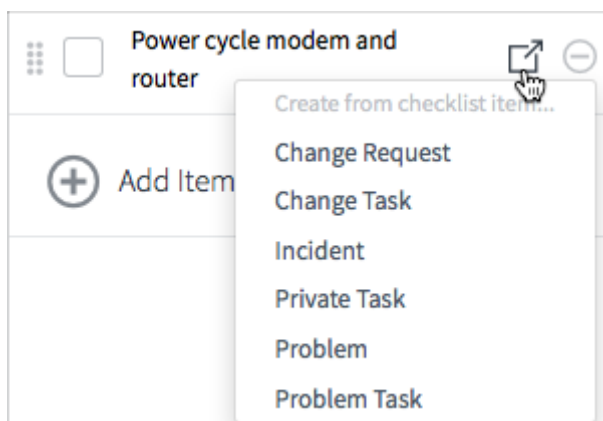 Power cycle modem and
router
Create from checklist item...
Change Request
Add Item
Change Task
Incident
Private Task
Problem
Problem Task